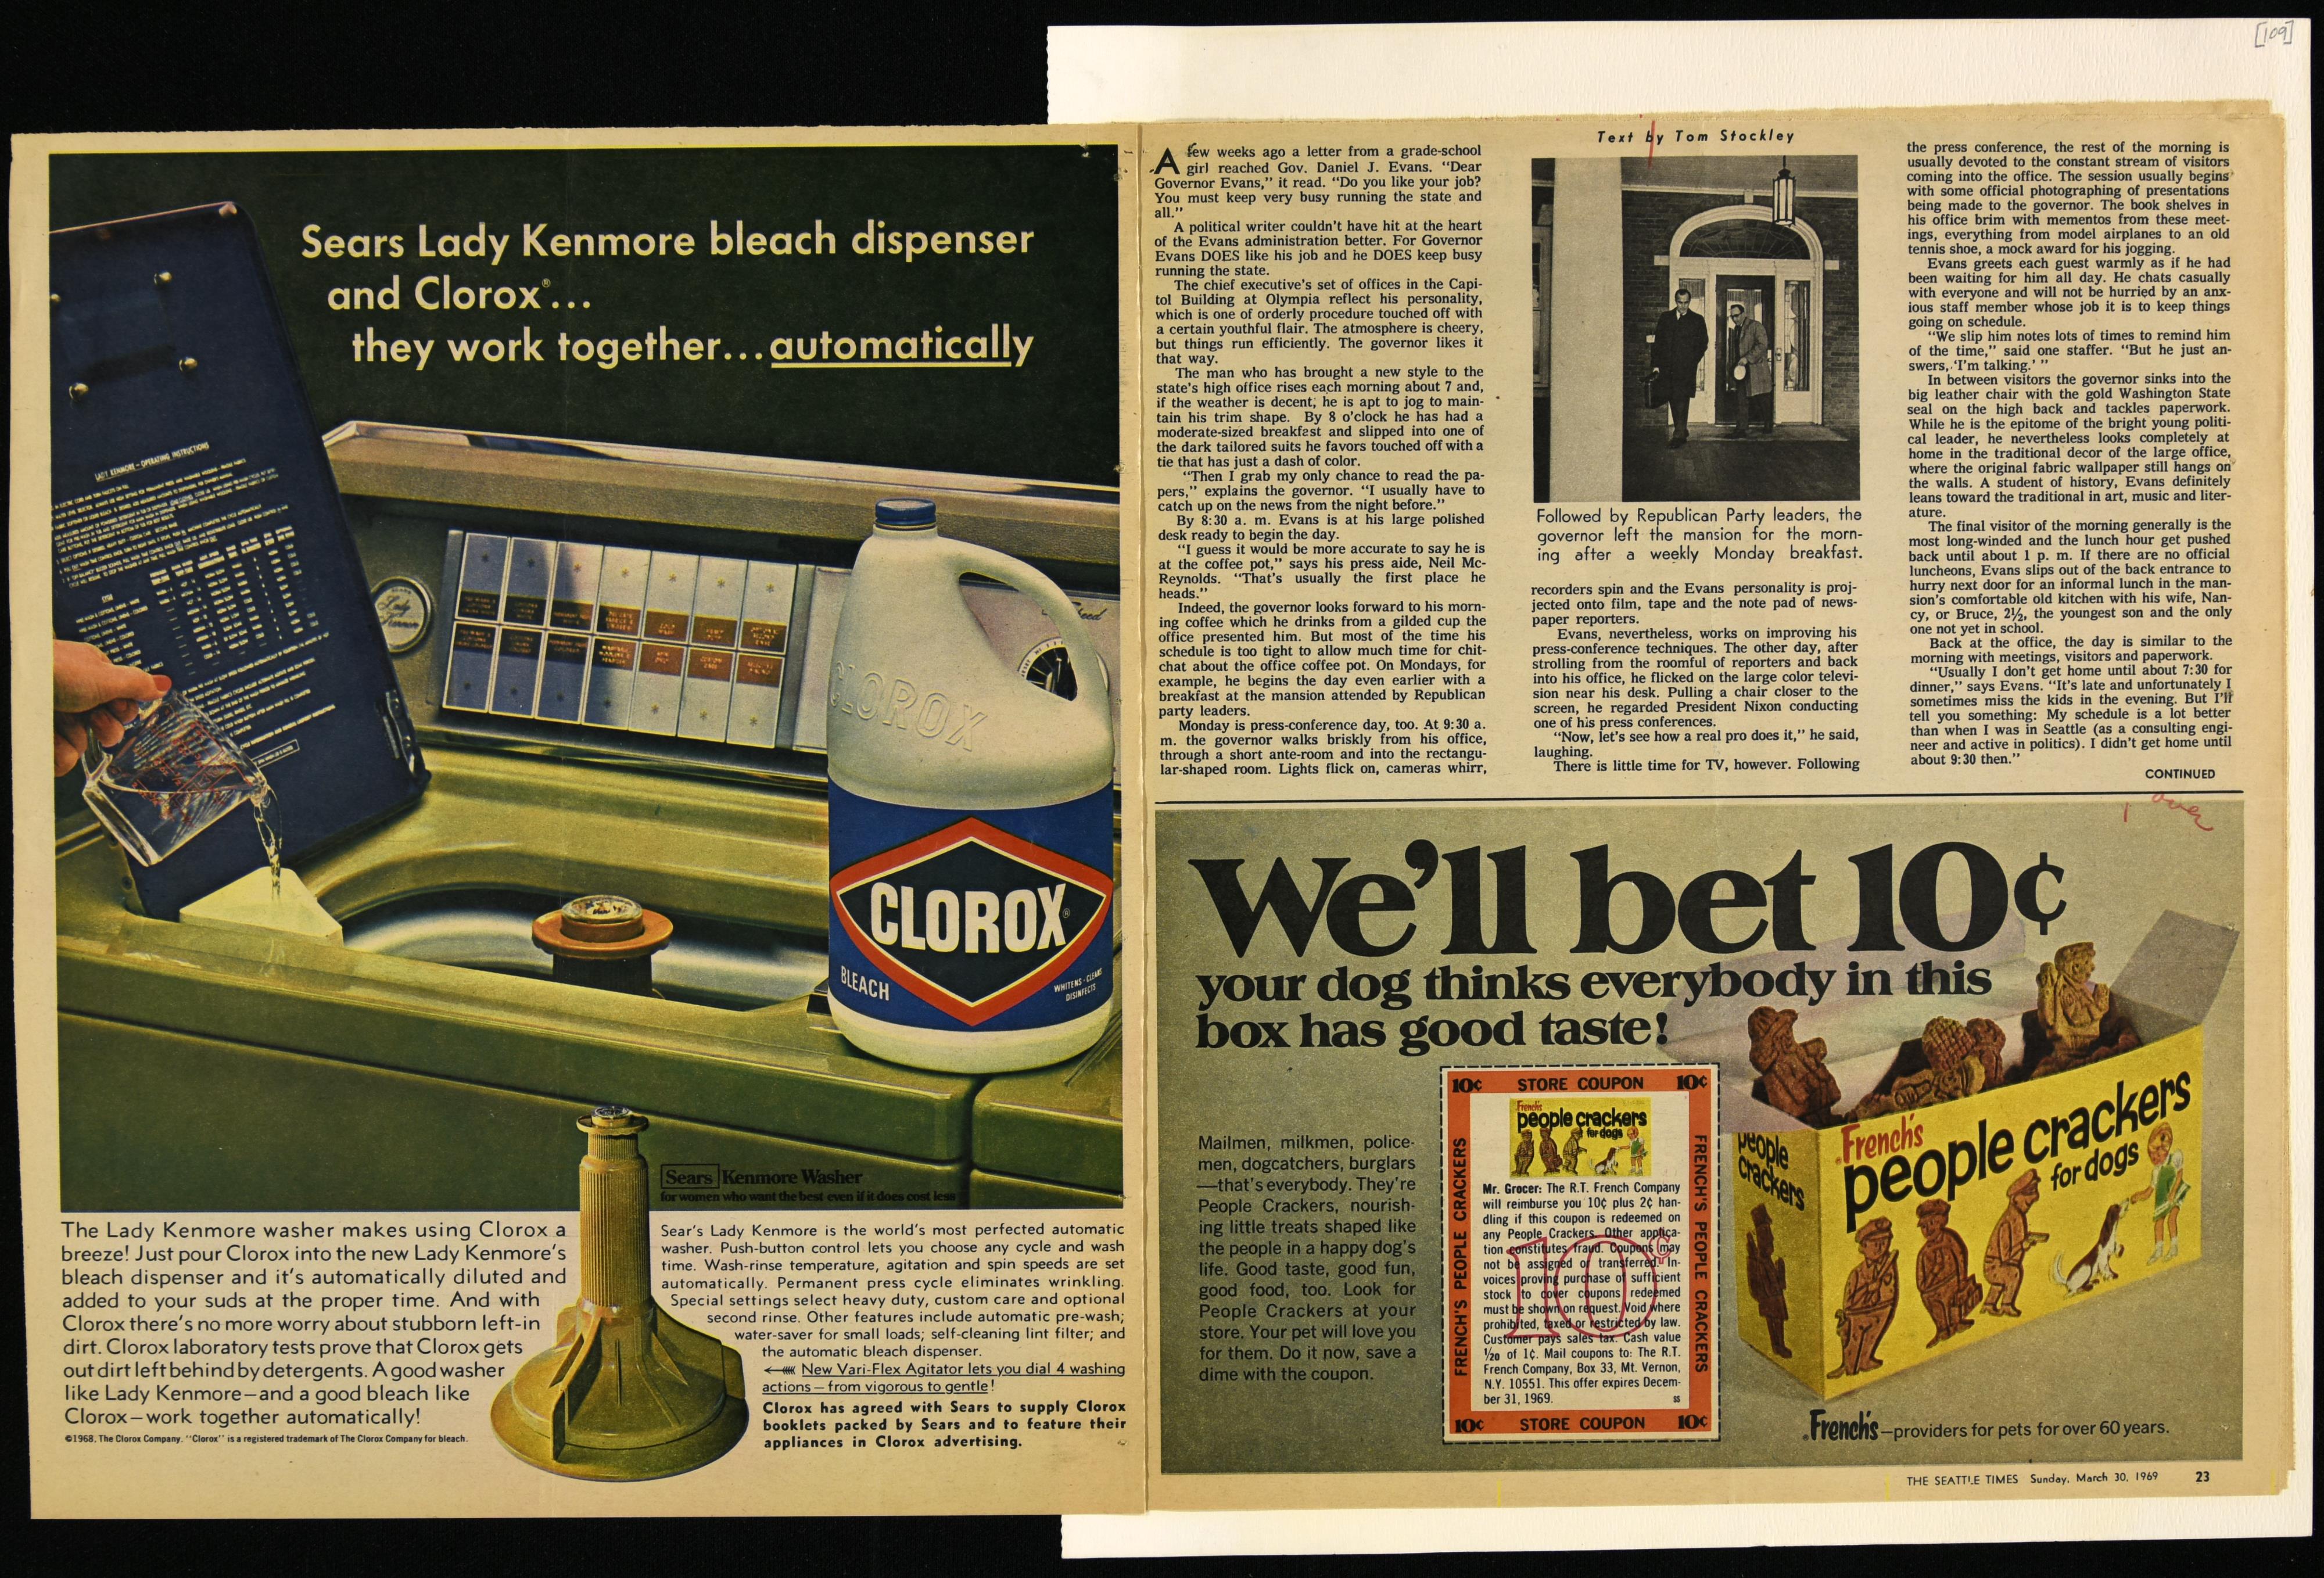 [109]
Sears Lady Kenmore bleach dispenser
and Clorox®...
they work together...automatically
LADY KENMORE - OPERATING INSTRUCTIONS
Lady
Kenmore
CLOROX
CLOROX®
BLEACH
WHITENS - CLEANS
DISINFECTS
Sears Kenmore Washer
for women who want the best even if it does cost less
The Lady Kenmore washer makes using Clorox a
breeze! Just pour Clorox into the new Lady Kenmore's
bleach dispenser and it's automatically diluted and
added to your suds at the proper time. And with
Clorox there's no more worry about stubborn left-in
dirt. Clorox laboratory tests prove that Clorox gets
out dirt left behind by detergents. A good washer
like Lady Kenmore—and a good bleach like
Clorox—work together automatically!
©1968, The Clorox Company. "Clorox" is a registered trademark of The Clorox Company for bleach.
Sear's Lady Kenmore is the world's most perfected automatic
washer. Push-button control lets you choose any cycle and wash
time. Wash-rinse temperature, agitation and spin speeds are set
automatically. Permanent press cycle eliminates wrinkling.
Special settings select heavy duty, custom care and optional
second rinse. Other features include automatic pre-wash;
water-saver for small loads; self-cleaning lint filter; and
the automatic bleach dispenser.
New Vari-Flex Agitator lets you dial 4 washing
actions—from vigorous to gentle!
Clorox has agreed with Sears to supply Clorox
booklets packed by Sears and to feature their
appliances in Clorox advertising.
A few weeks ago a letter from a grade-school
girl reached Gov. Daniel J. Evans. "Dear
Governor Evans," it read. "Do you like your job?
You must keep very busy running the state and
all."
A political writer couldn't have hit at the heart
of the Evans administration better. For Governor
Evans DOES like his job and he DOES keep busy
running the state.
The chief executive's set of offices in the Capi-
tol Building at Olympia reflect his personality,
which is one of orderly procedure touched off with
a certain youthful flair. The atmosphere is cheery,
but things run efficiently. The governor likes it
that way.
The man who has brought a new style to the
state's high office rises each morning about 7 and,
if the weather is decent, he is apt to jog to main-
tain his trim shape. By 8 o'clock he has had a
moderate-sized breakfast and slipped into one of
the dark tailored suits he favors touched off with a
tie that has just a dash of color.
"Then I grab my only chance to read the pa-
pers," explains the governor. "I usually have to
catch up on the news from the night before."
By 8:30 a. m. Evans is at his large polished
desk ready to begin the day.
"I guess it would be more accurate to say he is
at the coffee pot," says his press aide, Neil Mc-
Reynolds. "That's usually the first place he
heads."
Indeed, the governor looks forward to his morn-
ing coffee which he drinks from a gilded cup the
office presented him. But most of the time his
schedule is too tight to allow much time for chit-
chat about the office coffee pot. On Mondays, for
example, he begins the day even earlier with a
breakfast at the mansion attended by Republican
party leaders.
Monday is press-conference day, too. At 9:30 a.
m. the governor walks briskly from his office,
through a short ante-room and into the rectangu-
lar-shaped room. Lights flick on, cameras whirr,
Text by Tom Stockley
Followed by Republican Party leaders, the
governor left the mansion for the morn-
ing after a weekly Monday breakfast.
recorders spin and the Evans personality is proj-
jected onto film, tape and the note pad of news-
paper reporters.
Evans, nevertheless, works on improving his
press-conference techniques. The other day, after
strolling from the roomful of reporters and back
into his office, he flicked on the large color televi-
sion near his desk. Pulling a chair closer to the
screen, he regarded President Nixon conducting
one of his press conferences.
"Now, let's see how a real pro does it," he said,
laughing.
There is little time for TV, however. Following
the press conference, the rest of the morning is
usually devoted to the constant stream of visitors
coming into the office. The session usually begins
with some official photographing of presentations
being made to the governor. The book shelves in
his office brim with mementos from these meet-
ings, everything from model airplanes to an old
tennis shoe, a mock award for his jogging.
Evans greets each guest warmly as if he had
been waiting for him all day. He chats casually
with everyone and will not be hurried by an anx-
ious staff member whose job it is to keep things
going on schedule.
"We slip him notes lots of times to remind him
of the time," said one staffer. "But he just an-
swers, 'I'm talking.' "
In between visitors the governor sinks into the
big leather chair with the gold Washington State
seal on the high back and tackles paperwork.
While he is the epitome of the bright young politi-
cal leader, he nevertheless looks completely at
home in the traditional decor of the large office,
where the original fabric wallpaper still hangs on
the walls. A student of history, Evans definitely
leans toward the traditional in art, music and liter-
ature.
The final visitor of the morning generally is the
most long-winded and the lunch hour get pushed
back until about 1 p. m. If there are no official
luncheons, Evans slips out of the back entrance to
hurry next door for an informal lunch in the man-
sion's comfortable old kitchen with his wife, Nan-
cy, or Bruce, 2½, the youngest son and the only
one not yet in school.
Back at the office, the day is similar to the
morning with meetings, visitors and paperwork.
"Usually I don't get home until about 7:30 for
dinner," says Evans. "It's late and unfortunately I
sometimes miss the kids in the evening. But I'll
tell you something: My schedule is a lot better
than when I was in Seattle (as a consulting engi-
neer and active in politics). I didn't get home until
about 9:30 then."
CONTINUED
over
We'll bet 10¢
your dog thinks everybody in this
box has good taste!
Mailmen, milkmen, police-
men, dogcatchers, burglars
—that's everybody. They're
People Crackers, nourish-
ing little treats shaped like
the people in a happy dog's
life. Good taste, good fun,
good food, too. Look for
People Crackers at your
store. Your pet will love you
for them. Do it now, save a
dime with the coupon.
10¢ STORE COUPON 10¢
FRENCH'S PEOPLE CRACKERS
FRENCH'S PEOPLE CRACKERS
French's
people crackers
for dogs
Mr. Grocer: The R.T. French Company
will reimburse you 10¢ plus 2¢ han-
dling if this coupon is redeemed on
any People Crackers. Other applica-
tion constitutes fraud. Coupons may
not be assigned or transferred. In-
voices proving purchase of sufficient
stock to cover coupons redeemed
must be shown on request. Void where
prohibited, taxed or restricted by law.
Customer pays sales tax. Cash value
1/20 of 1¢. Mail coupons to: The R.T.
French Company, Box 33, Mt. Vernon,
N.Y. 10551. This offer expires Decem-
ber 31, 1969. ss
10¢
10¢ STORE COUPON 10¢
people
crackers
French's
people crackers
for dogs
French's—providers for pets for over 60 years.
THE SEATTLE TIMES Sunday, March 30, 1969 23